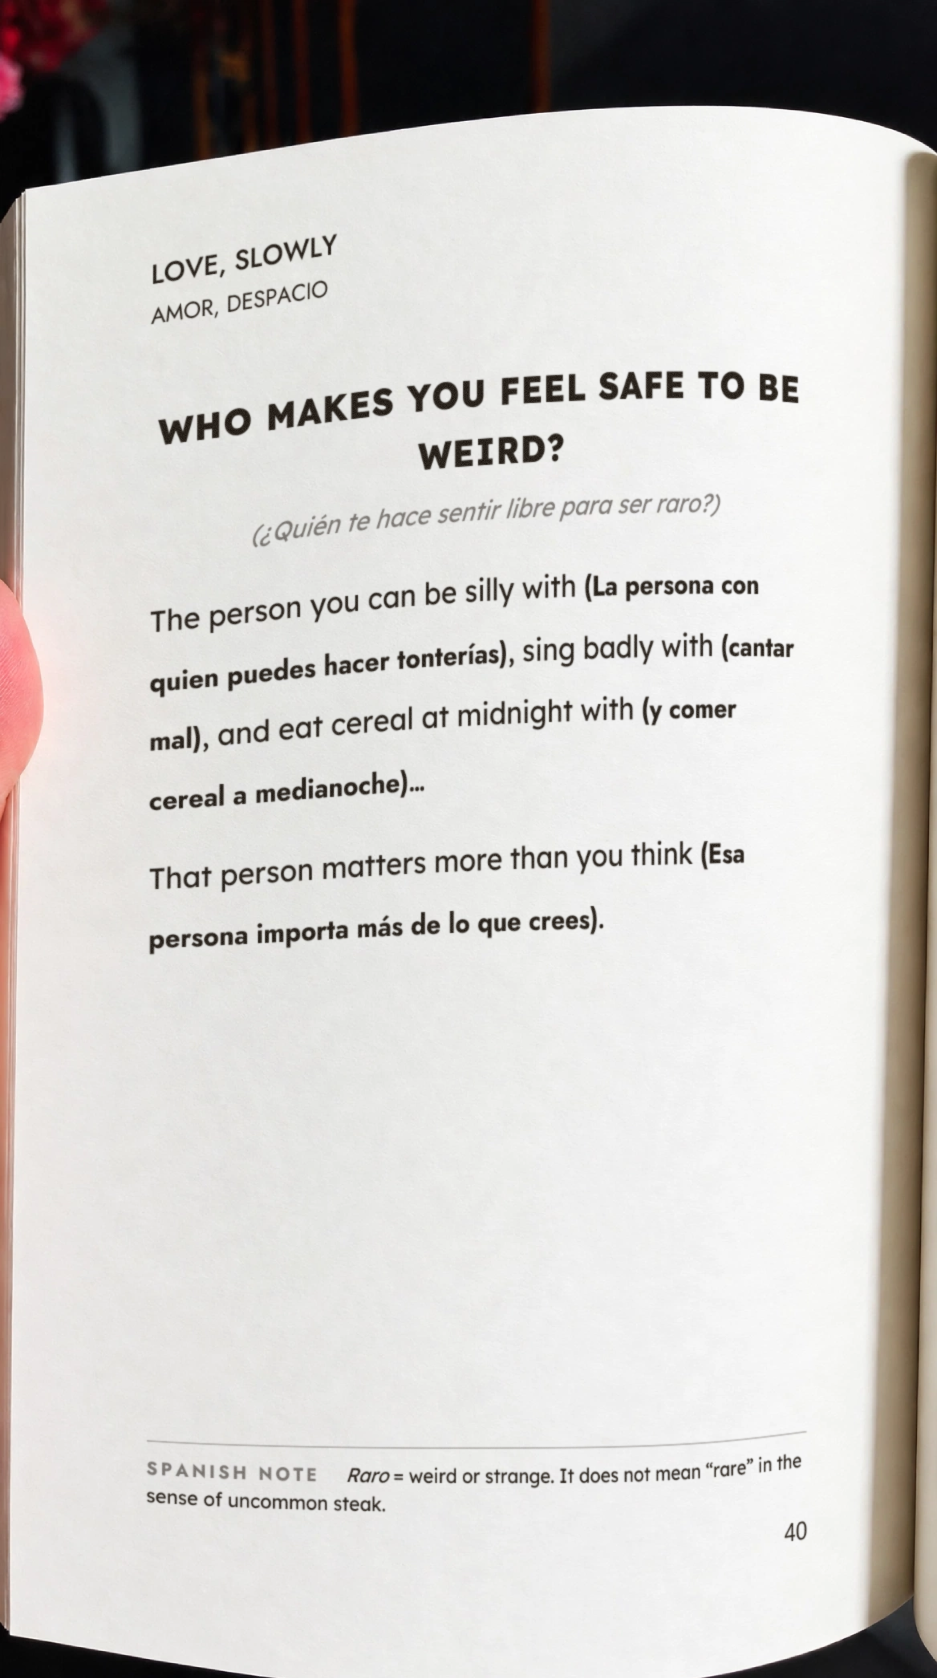 LOVE, SLOWLY
AMOR, DESPACIO
WHO MAKES YOU FEEL SAFE TO BE
WEIRD?
(¿Quién te hace sentir libre para ser raro?)
The person you can be silly with (La persona con
quien puedes hacer tonterías), sing badly with (cantar
mal), and eat cereal at midnight with (y comer
cereal a medianoche)...
That person matters more than you think (Esa
persona importa más de lo que crees).
SPANISH NOTE Raro = weird or strange. It does not mean “rare” in the
sense of uncommon steak.
40